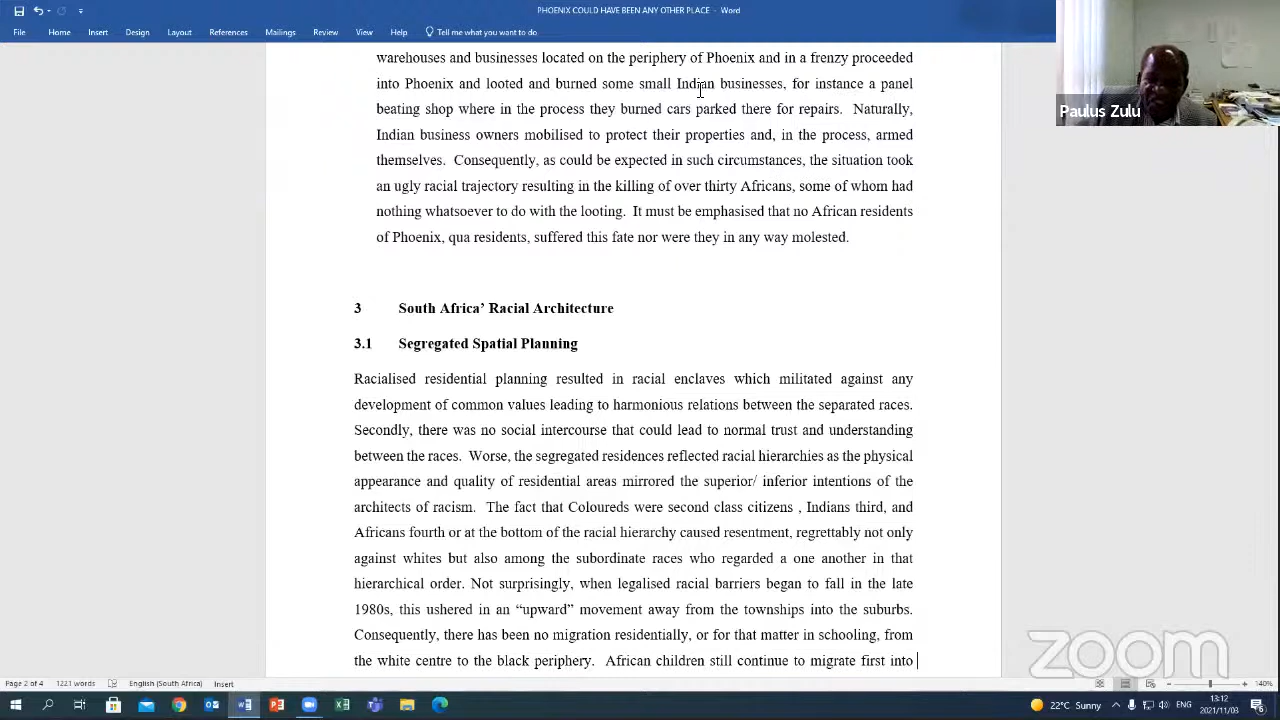 PHOENIX COULD HAVE BEEN ANY OTHER PLACE - Word
File Home Insert Design Layout References Mailings Review View Help Tell me what you want to do
Paulus Zulu
warehouses and businesses located on the periphery of Phoenix and in a frenzy proceeded
into Phoenix and looted and burned some small Indian businesses, for instance a panel
beating shop where in the process they burned cars parked there for repairs. Naturally,
Indian business owners mobilised to protect their properties and, in the process, armed
themselves. Consequently, as could be expected in such circumstances, the situation took
an ugly racial trajectory resulting in the killing of over thirty Africans, some of whom had
nothing whatsoever to do with the looting. It must be emphasised that no African residents
of Phoenix, qua residents, suffered this fate nor were they in any way molested.
3 South Africa’ Racial Architecture
3.1 Segregated Spatial Planning
Racialised residential planning resulted in racial enclaves which militated against any
development of common values leading to harmonious relations between the separated races.
Secondly, there was no social intercourse that could lead to normal trust and understanding
between the races. Worse, the segregated residences reflected racial hierarchies as the physical
appearance and quality of residential areas mirrored the superior/ inferior intentions of the
architects of racism. The fact that Coloureds were second class citizens , Indians third, and
Africans fourth or at the bottom of the racial hierarchy caused resentment, regrettably not only
against whites but also among the subordinate races who regarded a one another in that
hierarchical order. Not surprisingly, when legalised racial barriers began to fall in the late
1980s, this ushered in an “upward” movement away from the townships into the suburbs.
Consequently, there has been no migration residentially, or for that matter in schooling, from
the white centre to the black periphery. African children still continue to migrate first into
zoom
Page 2 of 4 1221 words English (South Africa) Insert 140%
22°C Sunny 13:12
2021/11/03